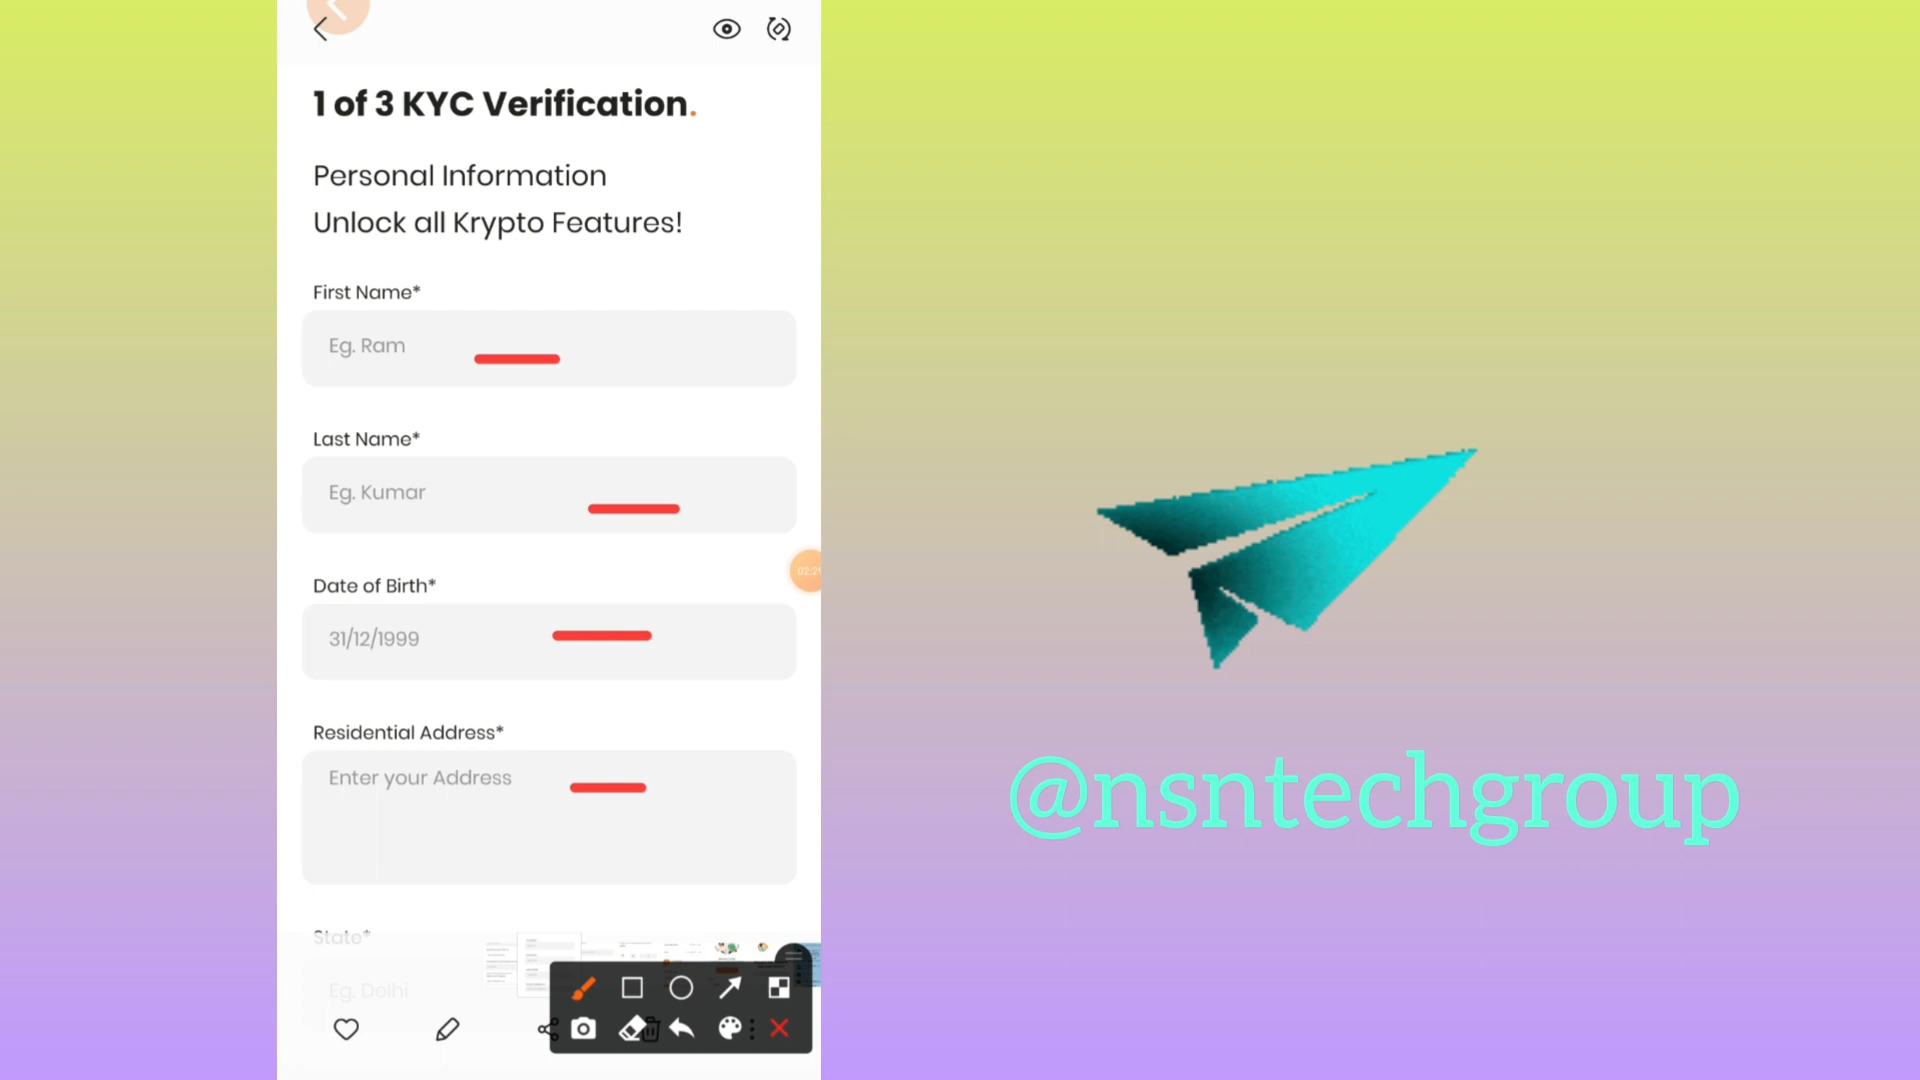 1 of 3 KYC Verification.
Personal Information
Unlock all Krypto Features!
First Name*
Eg. Ram
Last Name*
Eg. Kumar
Date of Birth*
31/12/1999
Residential Address*
Enter your Address
State*
Eg. Delhi
@nsntechgroup